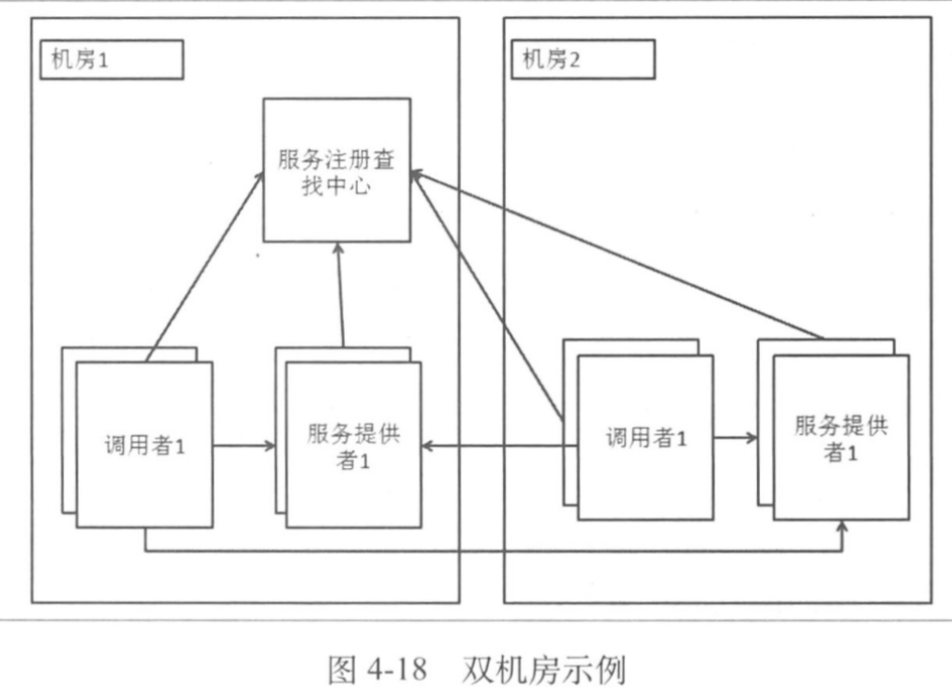 机房1
机房2
服务注册查
找中心
调用者1
服务提供
者1
调用者1
服务提供
者1
图 4-18 双机房示例